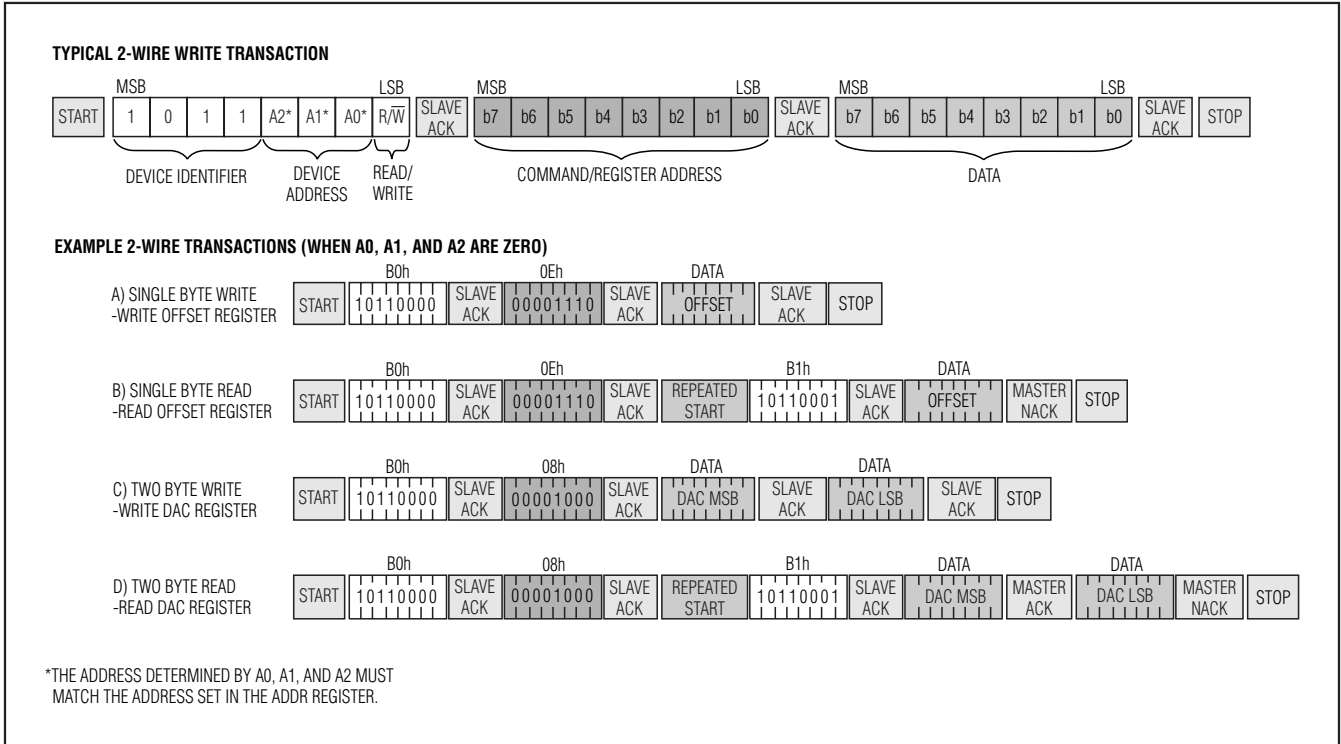 TYPICAL 2-WIRE WRITE TRANSACTION
MSB LSB MSB LSB MSB LSB
START 1 0 1 1 A2* A1* A0* R/W̅ SLAVE ACK b7 b6 b5 b4 b3 b2 b1 b0 SLAVE ACK b7 b6 b5 b4 b3 b2 b1 b0 SLAVE ACK STOP
DEVICE IDENTIFIER DEVICE ADDRESS READ/WRITE COMMAND/REGISTER ADDRESS DATA
EXAMPLE 2-WIRE TRANSACTIONS (WHEN A0, A1, AND A2 ARE ZERO)
B0h 0Eh DATA
A) SINGLE BYTE WRITE
-WRITE OFFSET REGISTER
START 10110000 SLAVE ACK 00001110 SLAVE ACK OFFSET SLAVE ACK STOP
B0h 0Eh B1h DATA
B) SINGLE BYTE READ
-READ OFFSET REGISTER
START 10110000 SLAVE ACK 00001110 SLAVE ACK REPEATED START 10110001 SLAVE ACK OFFSET MASTER NACK STOP
B0h 08h DATA DATA
C) TWO BYTE WRITE
-WRITE DAC REGISTER
START 10110000 SLAVE ACK 00001000 SLAVE ACK DAC MSB SLAVE ACK DAC LSB SLAVE ACK STOP
B0h 08h B1h DATA DATA
D) TWO BYTE READ
-READ DAC REGISTER
START 10110000 SLAVE ACK 00001000 SLAVE ACK REPEATED START 10110001 SLAVE ACK DAC MSB MASTER ACK DAC LSB MASTER NACK STOP
*THE ADDRESS DETERMINED BY A0, A1, AND A2 MUST
MATCH THE ADDRESS SET IN THE ADDR REGISTER.